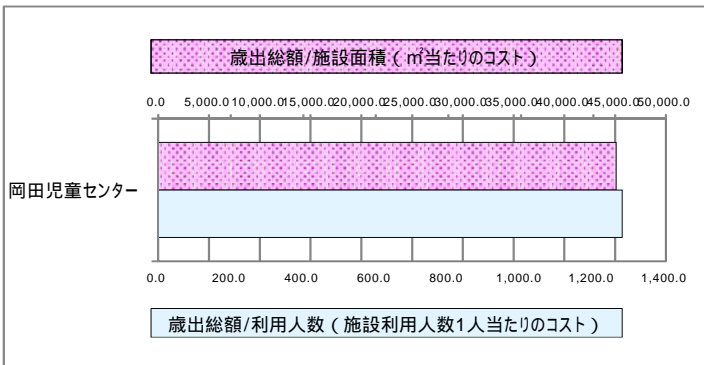 歳出総額/施設面積（㎡当たりのコスト）
0.0 5,000.0 10,000.0 15,000.0 20,000.0 25,000.0 30,000.0 35,000.0 40,000.0 45,000.0 50,000.0
岡田児童センター
0.0 200.0 400.0 600.0 800.0 1,000.0 1,200.0 1,400.0
歳出総額/利用人数（施設利用人数1人当たりのコスト）